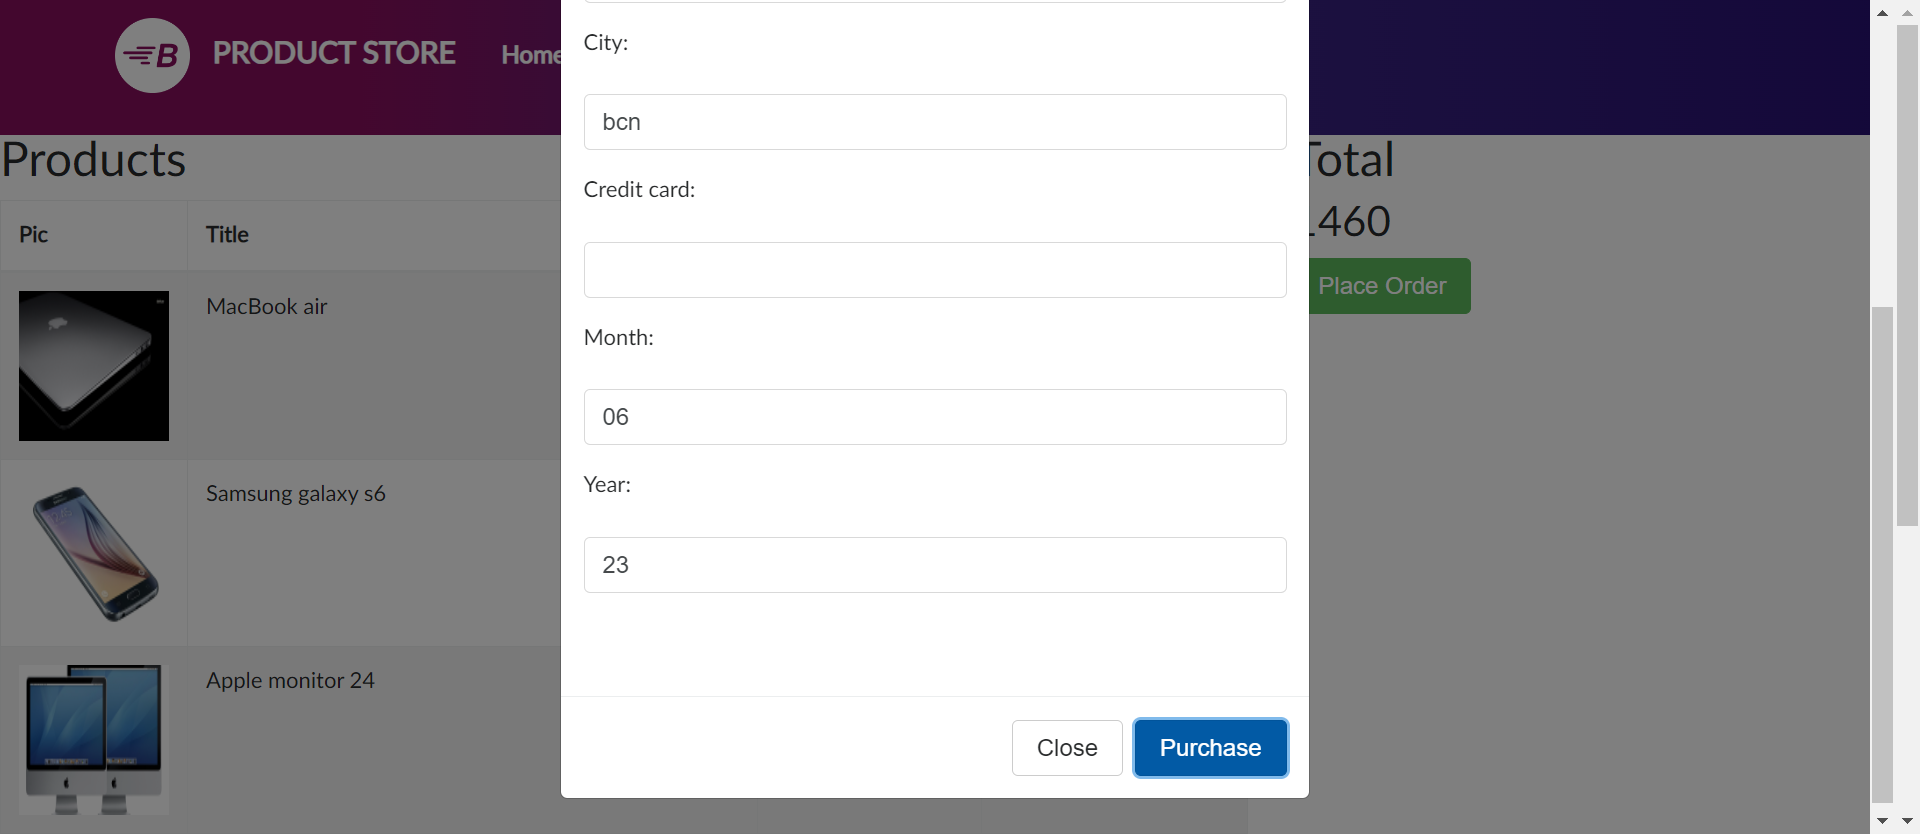 B PRODUCT STORE Home
Products
Pic Title
MacBook air
Samsung galaxy s6
Apple monitor 24
City:
bcn
Credit card:
Month:
06
Year:
23
Close Purchase
Total
1460
Place Order